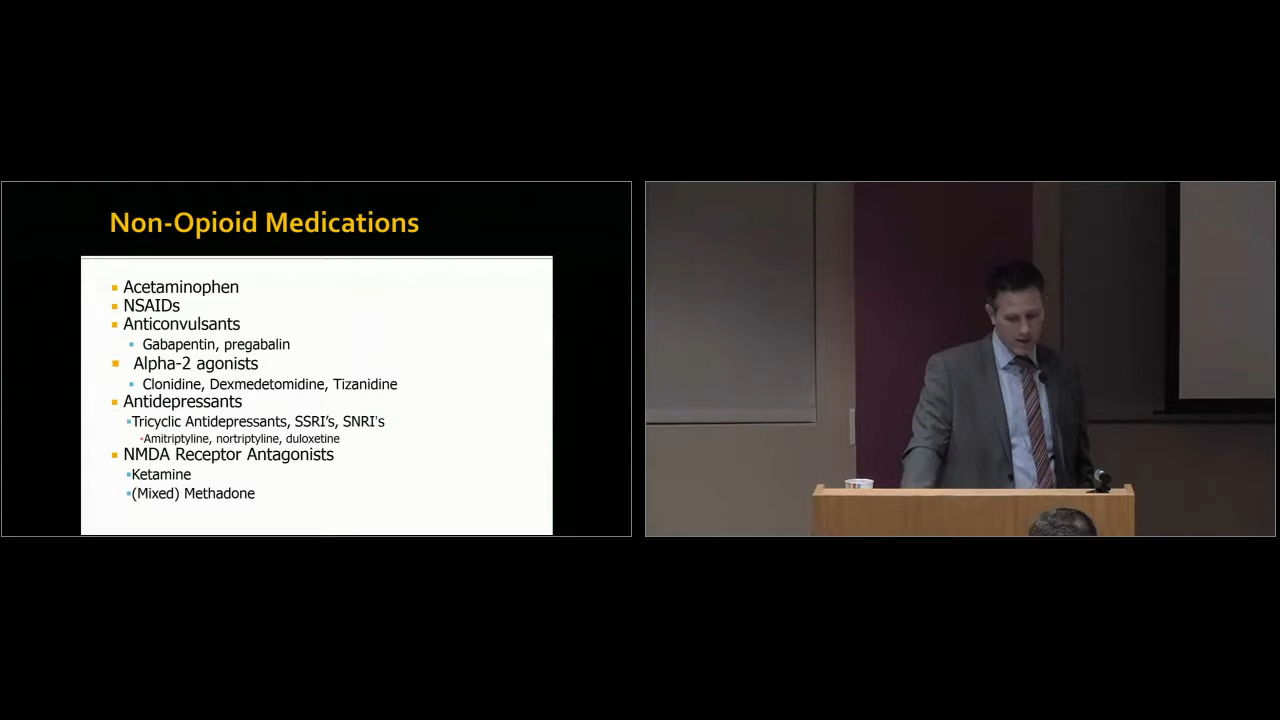 Non-Opioid Medications
Acetaminophen
NSAIDs
Anticonvulsants
Gabapentin, pregabalin
Alpha-2 agonists
Clonidine, Dexmedetomidine, Tizanidine
Antidepressants
Tricyclic Antidepressants, SSRI's, SNRI's
Amitriptyline, nortriptyline, duloxetine
NMDA Receptor Antagonists
Ketamine
(Mixed) Methadone